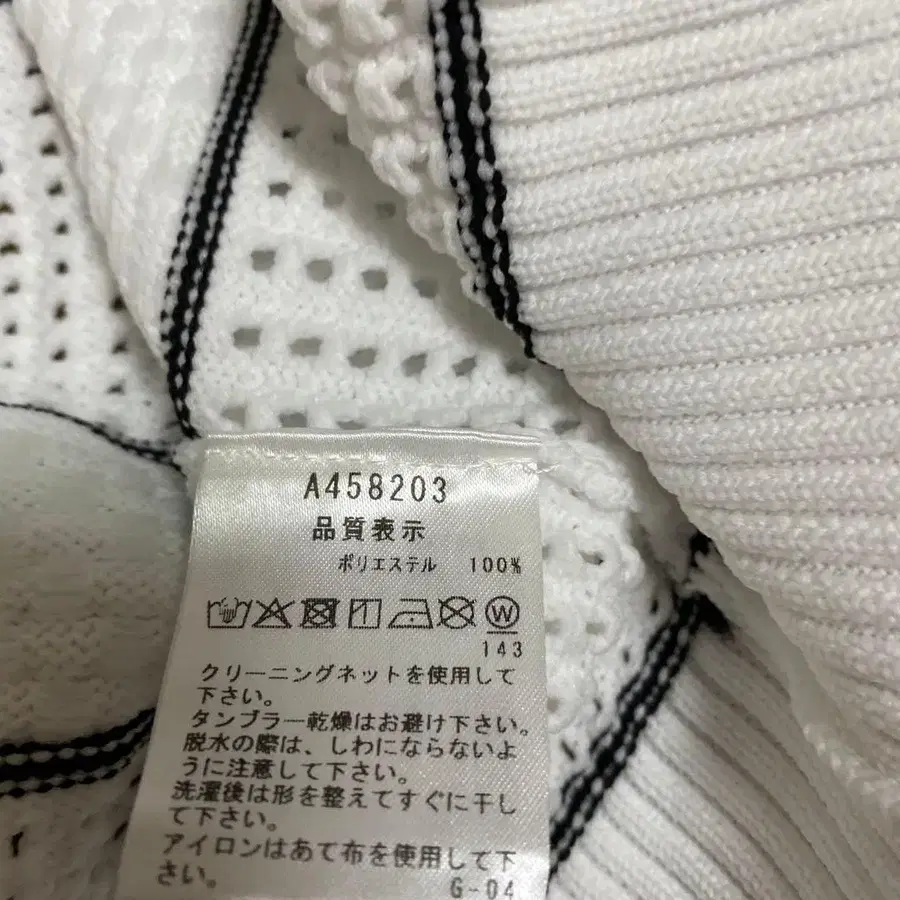 A458203
品質表示
ポリエステル 100%
W
143
クリーニングネットを使用して
下さい。
タンブラー乾燥はお避け下さい。
脱水の際は、しわにならないよ
うに注意して下さい。
洗濯後は形を整えてすぐに干し
て下さい。
アイロンはあて布を使用して下
さい。
G-04